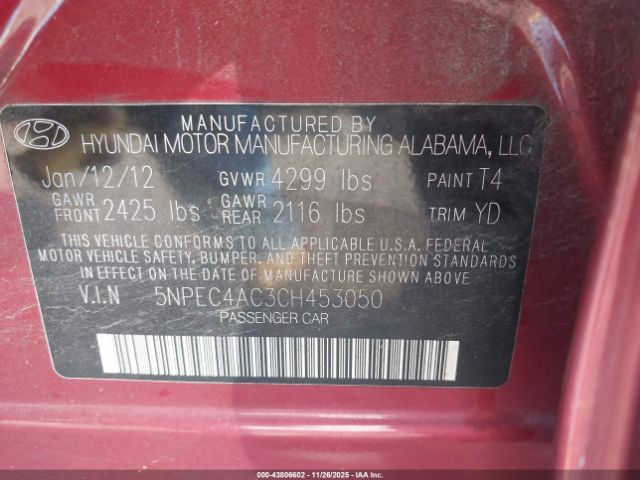 MANUFACTURED BY
HYUNDAI MOTOR MANUFACTURING ALABAMA, LLC
Jan/12/12 GVWR 4299 lbs PAINT T4
GAWR FRONT 2425 lbs GAWR REAR 2116 lbs TRIM YD
THIS VEHICLE CONFORMS TO ALL APPLICABLE U.S.A. FEDERAL
MOTOR VEHICLE SAFETY, BUMPER, AND THEFT PREVENTION STANDARDS
IN EFFECT ON THE DATE OF MANUFACTURE SHOWN ABOVE.
V.I.N 5NPEC4AC3CH453050
PASSENGER CAR
000-43806602 - 11/26/2025 - IAA Inc.